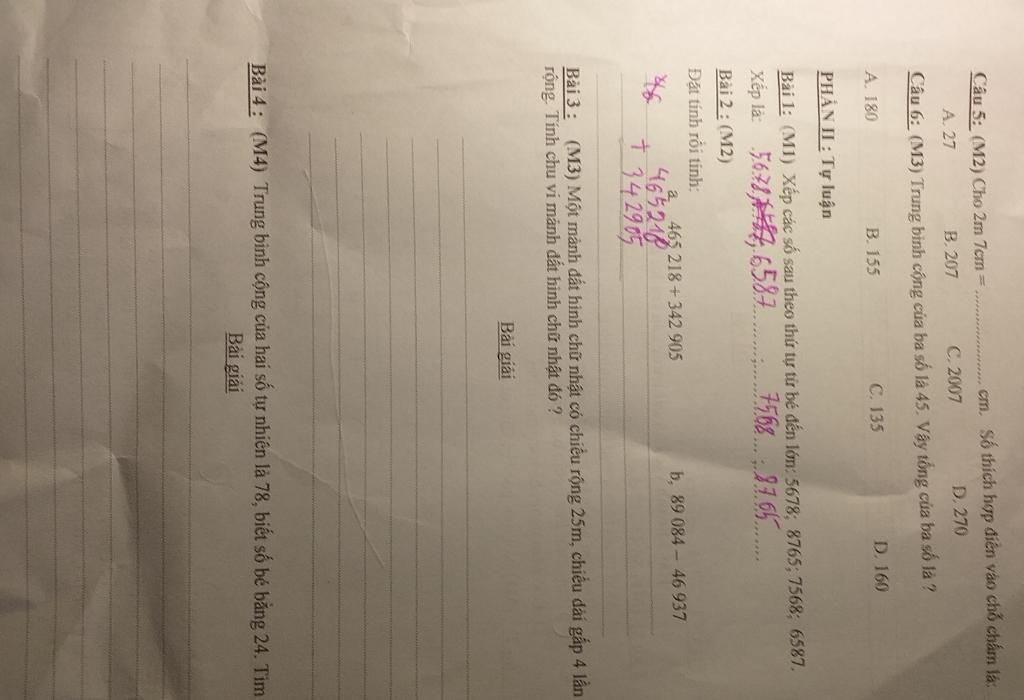 Câu 5: (M2) Cho 2m 7cm = ........................ cm. Số thích hợp điền vào chỗ chấm là:
A. 27 B. 207 C. 2007 D. 270
Câu 6: (M3) Trung bình cộng của ba số là 45. Vậy tổng của ba số là ?
A. 180 B. 155 C. 135 D. 160
PHẦN II : Tự luận
Bài 1: (M1) Xếp các số sau theo thứ tự từ bé đến lớn: 5678; 8765; 7568; 6587.
Xếp là: 5678; 6587 ..........; 7568 ...; 8765 ......
Bài 2 : (M2)
Đặt tính rồi tính:
a 465 218 + 342 905 b, 89 084 – 46 937
465218
+ 342905
Bài 3 : (M3) Một mảnh đất hình chữ nhật có chiều rộng 25m, chiều dài gấp 4 lần
rộng. Tính chu vi mảnh đất hình chữ nhật đó ?
Bài giải
Bài 4 : (M4) Trung bình cộng của hai số tự nhiên là 78, biết số bé bằng 24. Tìm
Bài giải